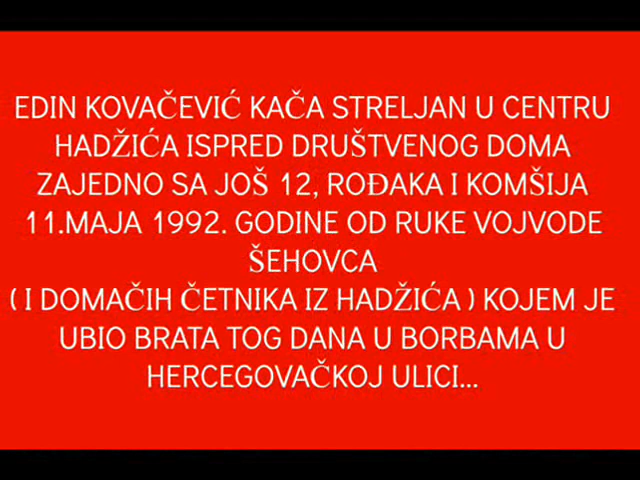 EDIN KOVAČEVIĆ KAČA STRELJAN U CENTRU
HADŽIĆA ISPRED DRUŠTVENOG DOMA
ZAJEDNO SA JOŠ 12, ROĐAKA I KOMŠIJA
11.MAJA 1992. GODINE OD RUKE VOJVODE
ŠEHOVCA
( I DOMAČIH ČETNIKA IZ HADŽIĆA ) KOJEM JE
UBIO BRATA TOG DANA U BORBAMA U
HERCEGOVAČKOJ ULICI...